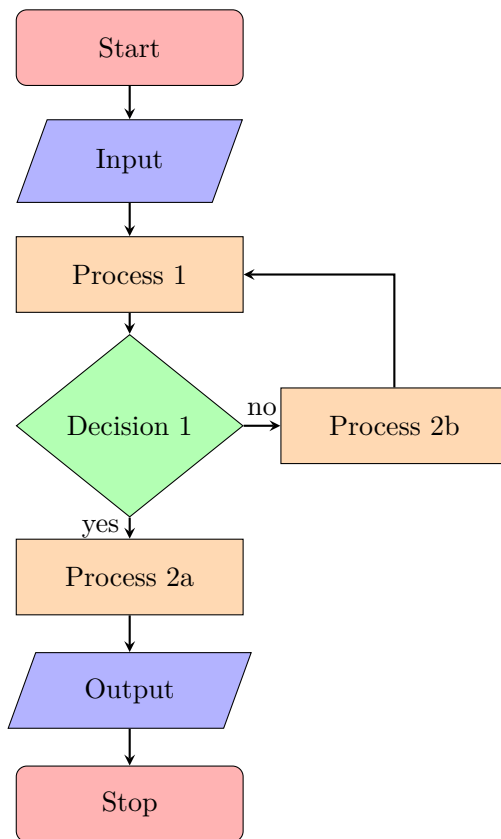 Start
Input
Process 1
Decision 1
no
Process 2b
yes
Process 2a
Output
Stop